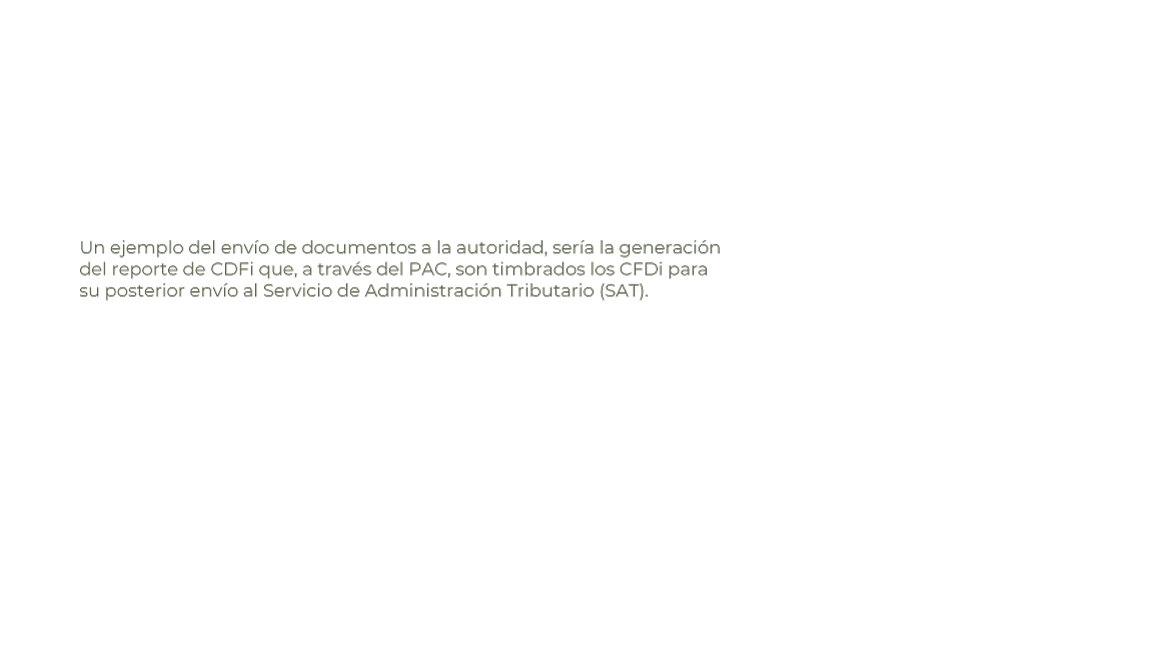 Un ejemplo del envío de documentos a la autoridad, sería la generación
del reporte de CDFi que, a través del PAC, son timbrados los CFDi para
su posterior envío al Servicio de Administración Tributario (SAT).